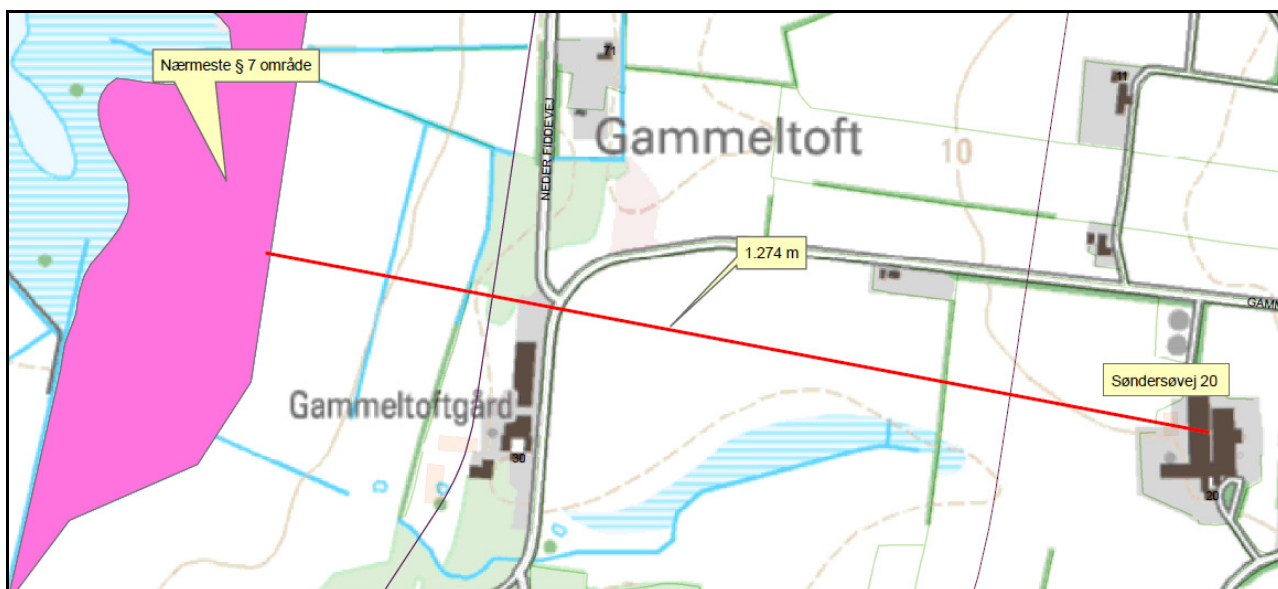 Nærmeste § 7 område
71
NEDER FIDDEVEJ
Gammeltoft
11
10
1.274 m
GAMM
Søndersøvej 20
Gammeltoftgård
30
20